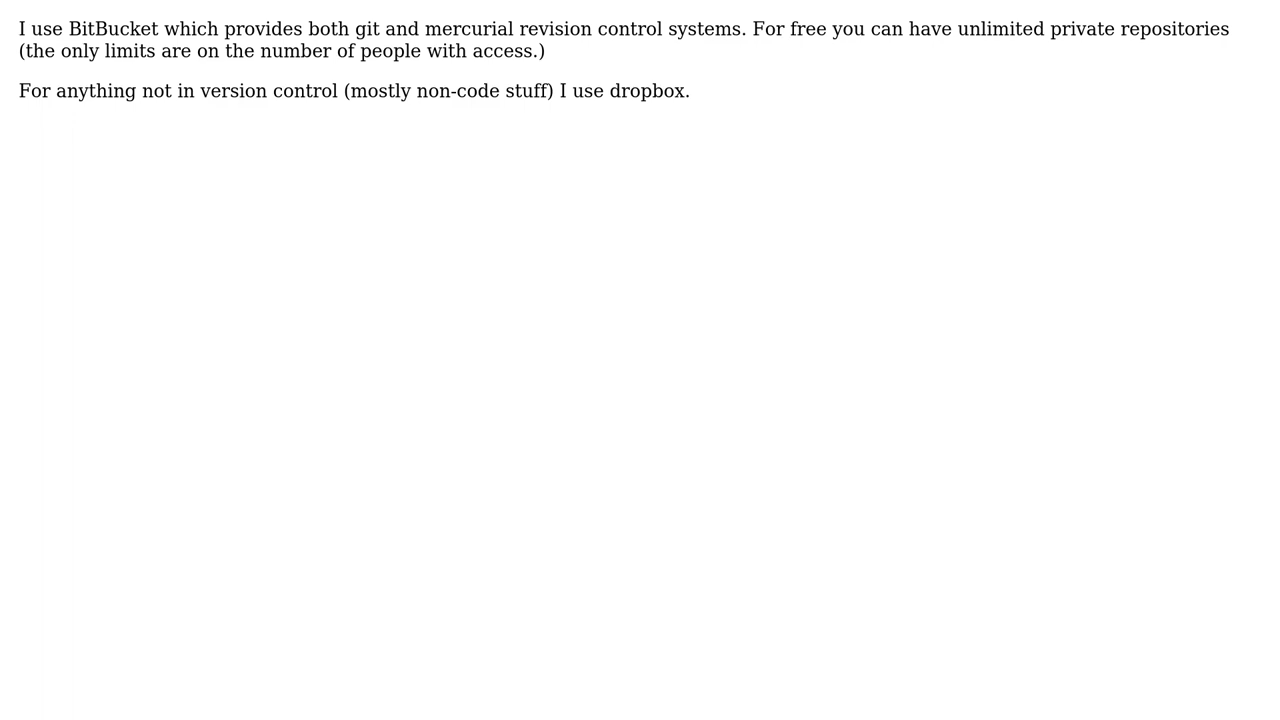 I use BitBucket which provides both git and mercurial revision control systems. For free you can have unlimited private repositories
(the only limits are on the number of people with access.)
For anything not in version control (mostly non-code stuff) I use dropbox.